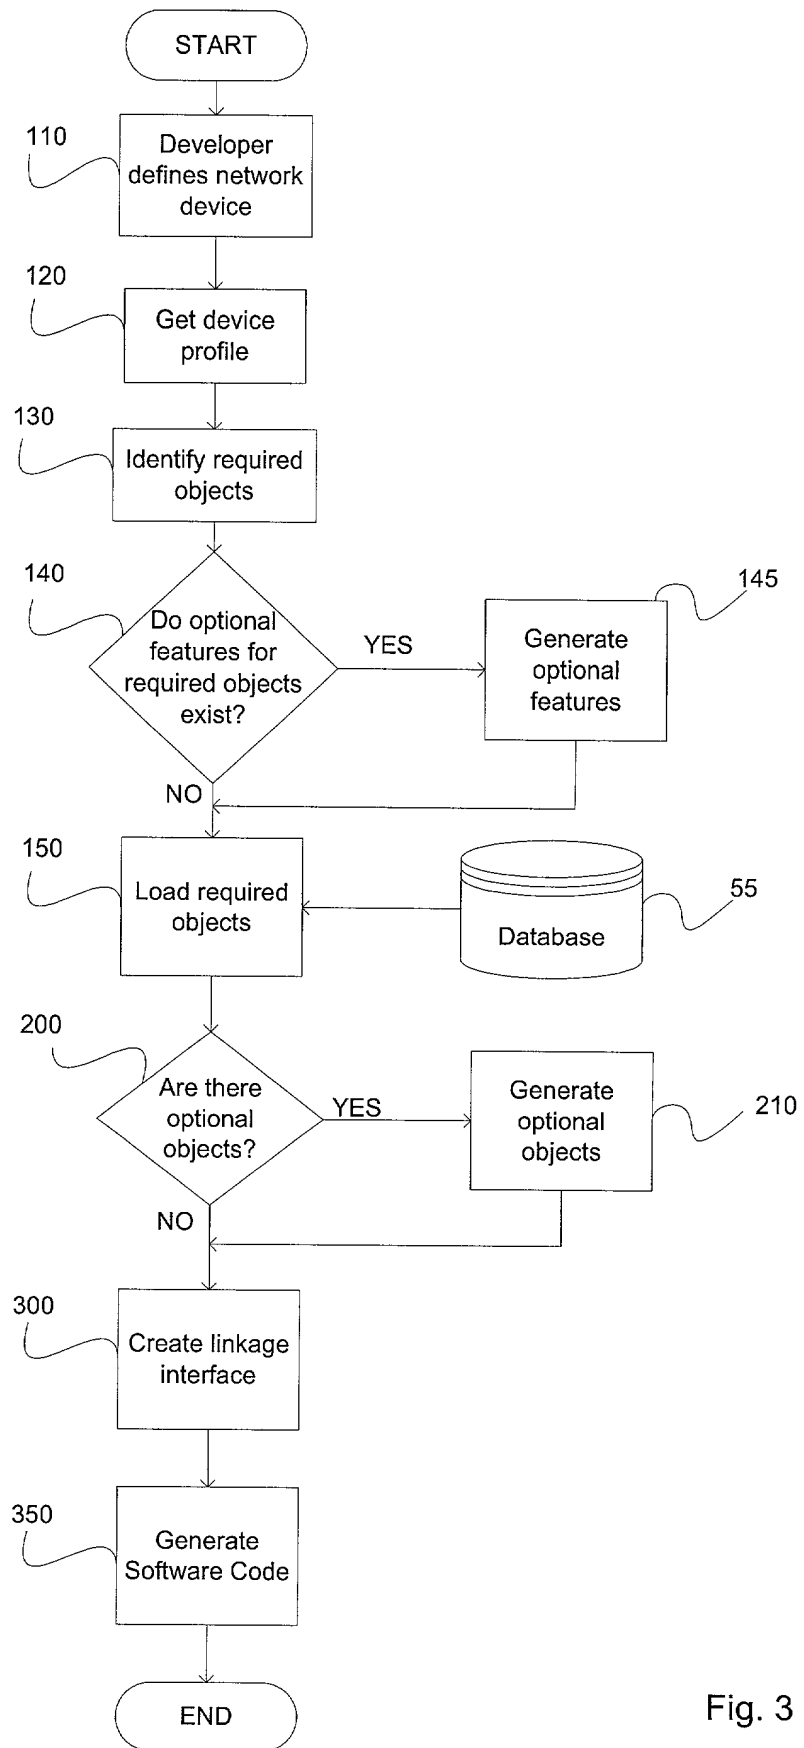 START
110
Developer
defines network
device
120
Get device
profile
130
Identify required
objects
140
Do optional
features for
required objects
exist?
YES
145
Generate
optional
features
NO
150
Load required
objects
Database
55
200
Are there
optional
objects?
YES
Generate
optional
objects
210
NO
300
Create linkage
interface
350
Generate
Software Code
END
Fig. 3